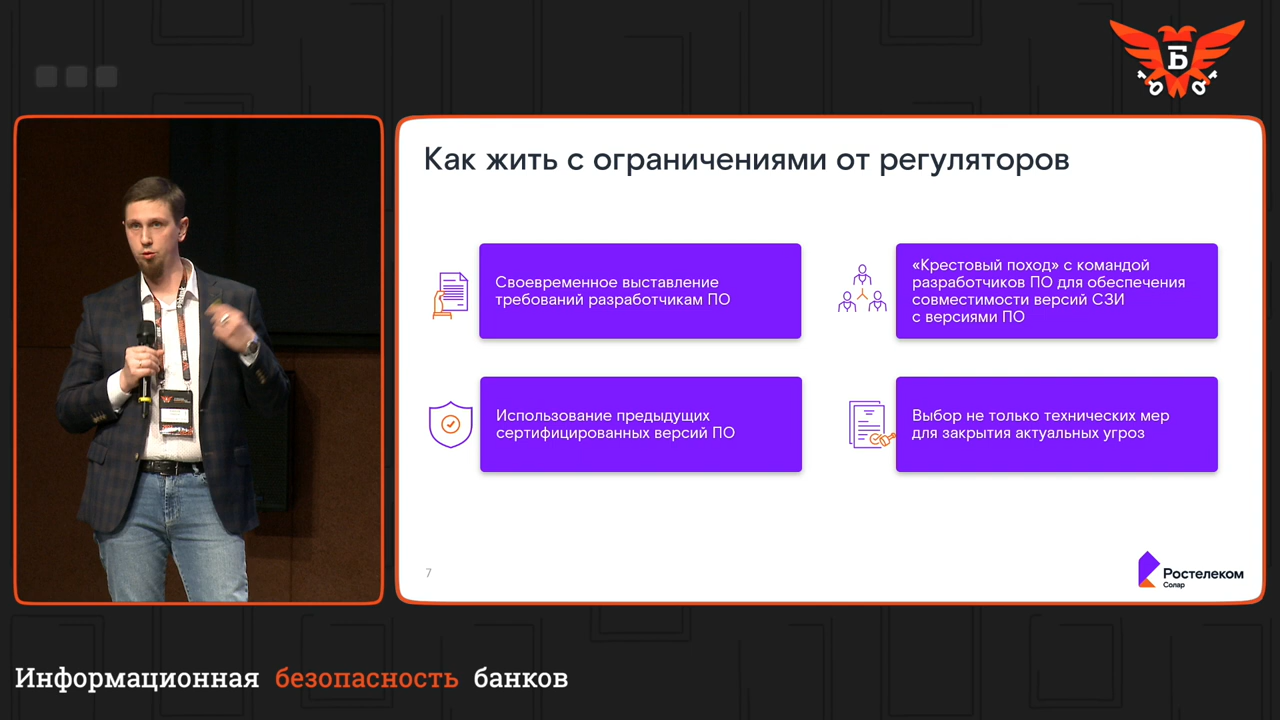 Б
Как жить с ограничениями от регуляторов
Своевременное выставление
требований разработчикам ПО
«Крестовый поход» с командой
разработчиков ПО для обеспечения
совместимости версий СЗИ
с версиями ПО
Использование предыдущих
сертифицированных версий ПО
Выбор не только технических мер
для закрытия актуальных угроз
7
Ростелеком
Солар
Информационная безопасность банков